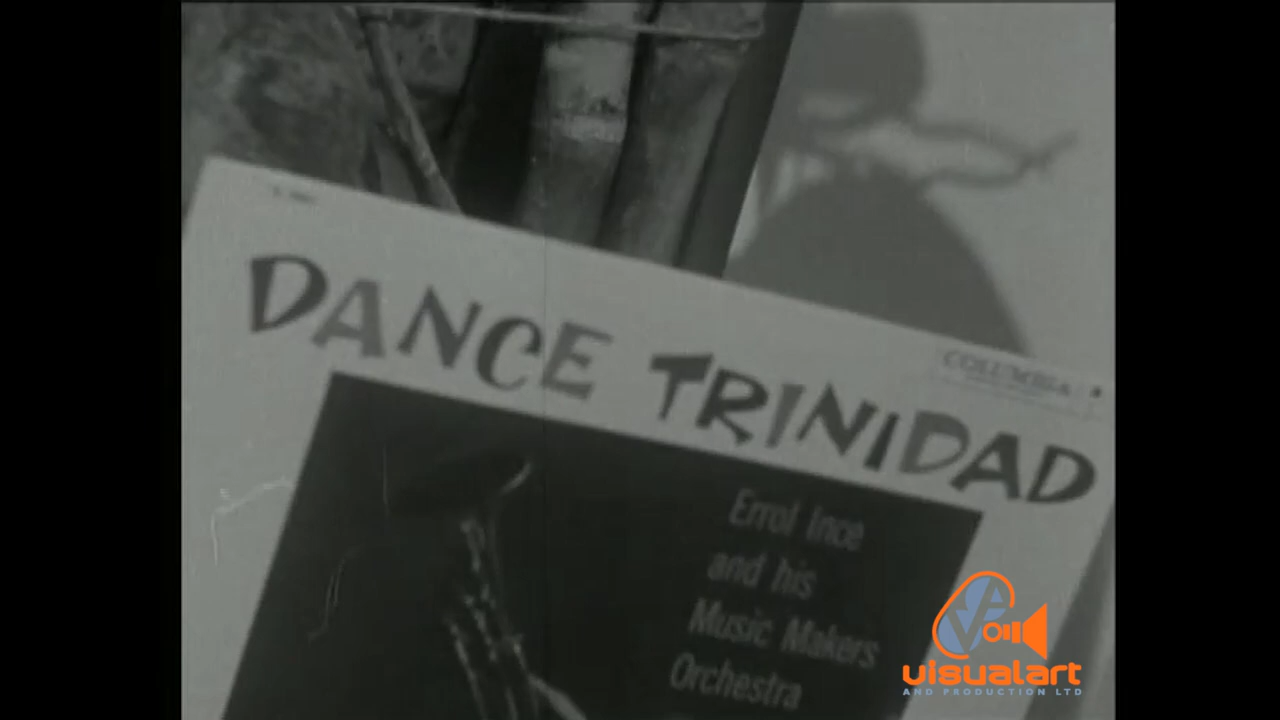 DANCE TRINIDAD
COLUMBIA
Errol Ince
and his
Music Makers
Orchestra
visualart
AND PRODUCTION LTD